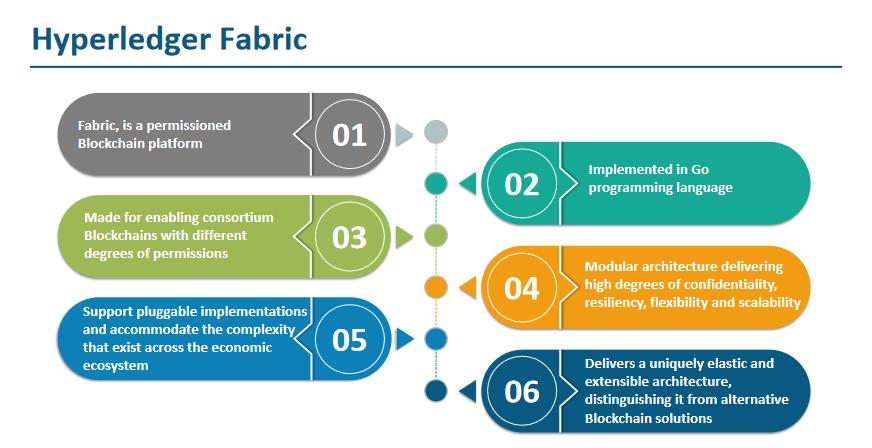 Hyperledger Fabric
Fabric, is a permissioned
Blockchain platform
01
02
Implemented in Go
programming language
Made for enabling consortium
Blockchains with different
degrees of permissions
03
04
Modular architecture delivering
high degrees of confidentiality,
resiliency, flexibility and scalability
Support pluggable implementations
and accommodate the complexity
that exist across the economic
ecosystem
05
06
Delivers a uniquely elastic and
extensible architecture,
distinguishing it from alternative
Blockchain solutions